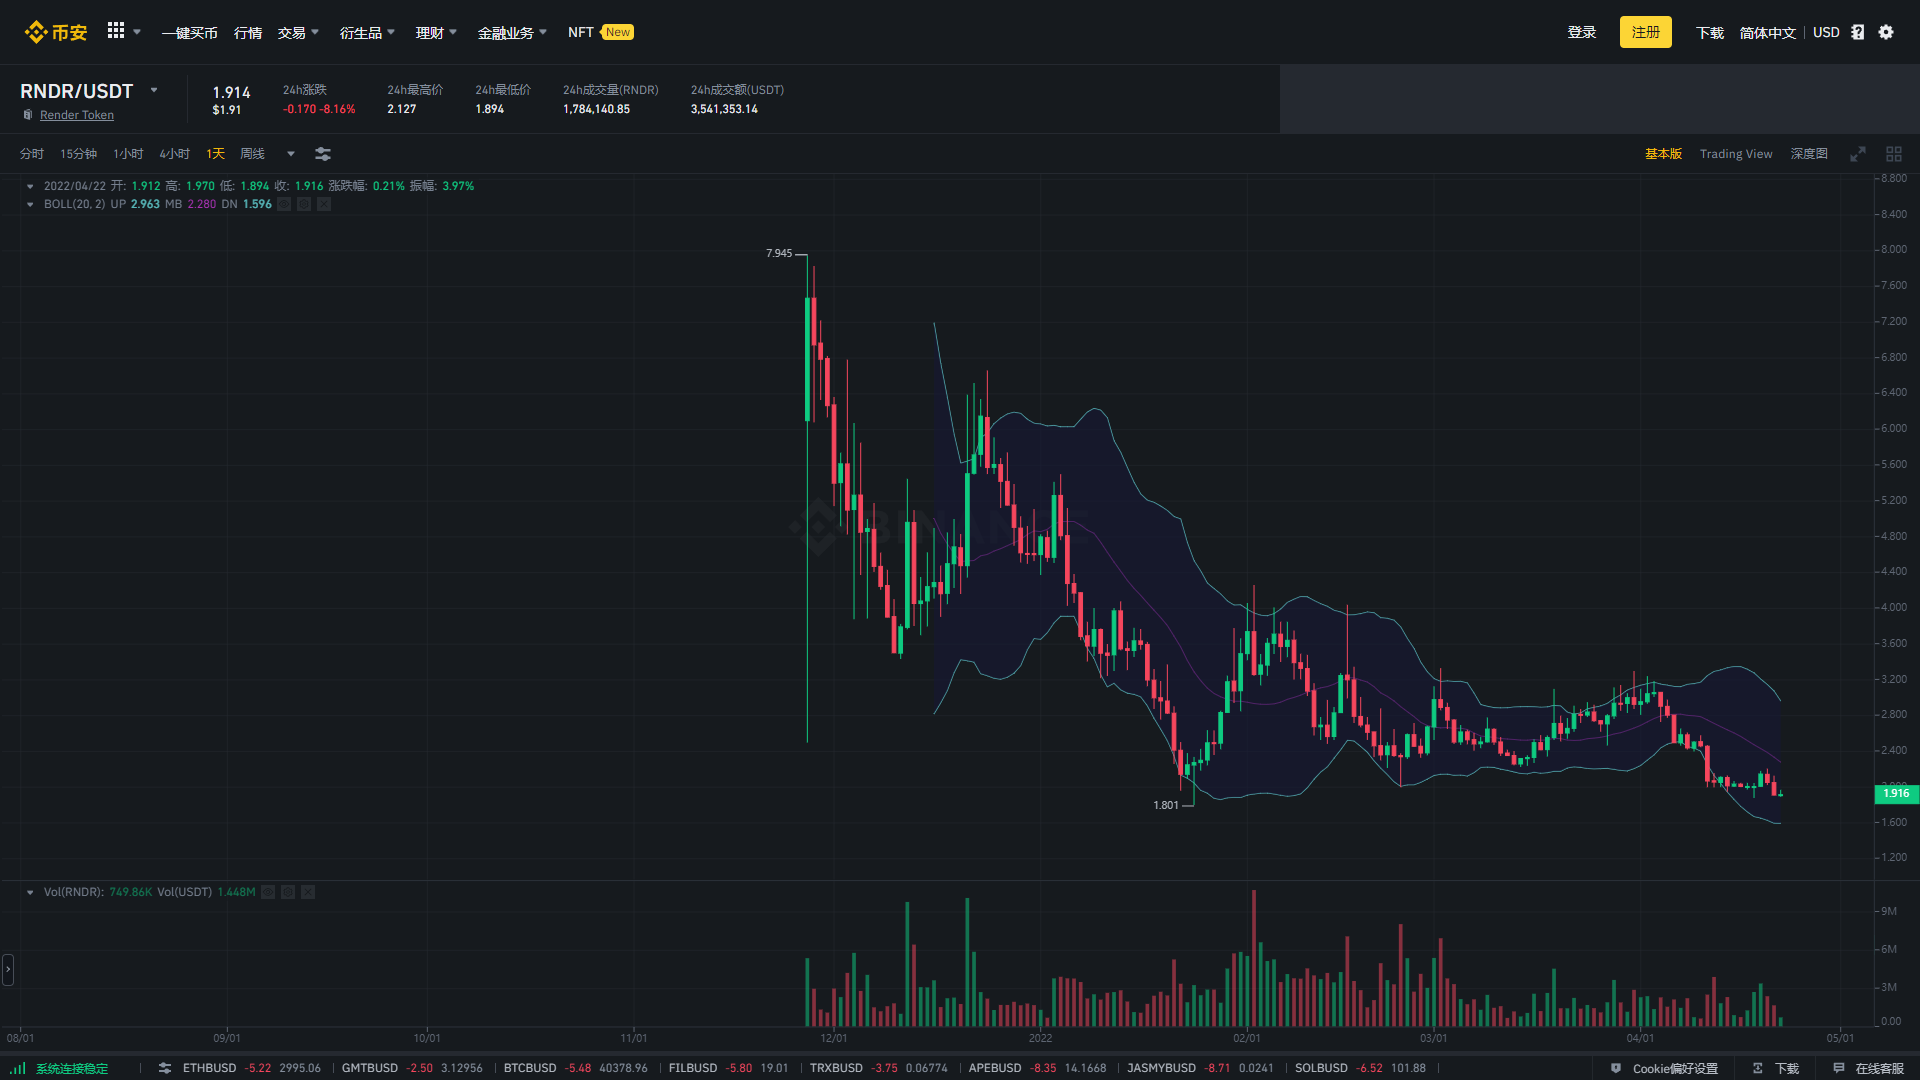 币安 一键买币 行情 交易 衍生品 理财 金融业务 NFT New 登录 注册 下载 简体中文 USD
RNDR/USDT 1.914 24h涨跌 24h最高价 24h最低价 24h成交量(RNDR) 24h成交额(USDT)
Render Token $1.91 -0.170 -8.16% 2.127 1.894 1,784,140.85 3,541,353.14
分时 15分钟 1小时 4小时 1天 周线 基本版 Trading View 深度图
2022/04/22 开: 1.912 高: 1.970 低: 1.894 收: 1.916 涨跌幅: 0.21% 振幅: 3.97%
BOLL(20, 2) UP 2.963 MB 2.280 DN 1.596
8.800
8.400
8.000
7.945
7.600
7.200
6.800
6.400
6.000
5.600
5.200
BINANCE
4.800
4.400
4.000
3.600
3.200
2.800
2.400
1.916
1.801
1.600
1.200
Vol(RNDR): 749.86K Vol(USDT) 1.448M
9M
6M
3M
0.00
08/01 09/01 10/01 11/01 12/01 2022 02/01 03/01 04/01 05/01
系统连接稳定 ETHBUSD -5.22 2995.06 GMTBUSD -2.50 3.12956 BTCBUSD -5.48 40378.96 FILBUSD -5.80 19.01 TRXBUSD -3.75 0.06774 APEBUSD -8.35 14.1668 JASMYBUSD -8.71 0.0241 SOLBUSD -6.52 101.88 Cookie偏好设置 下载 在线客服